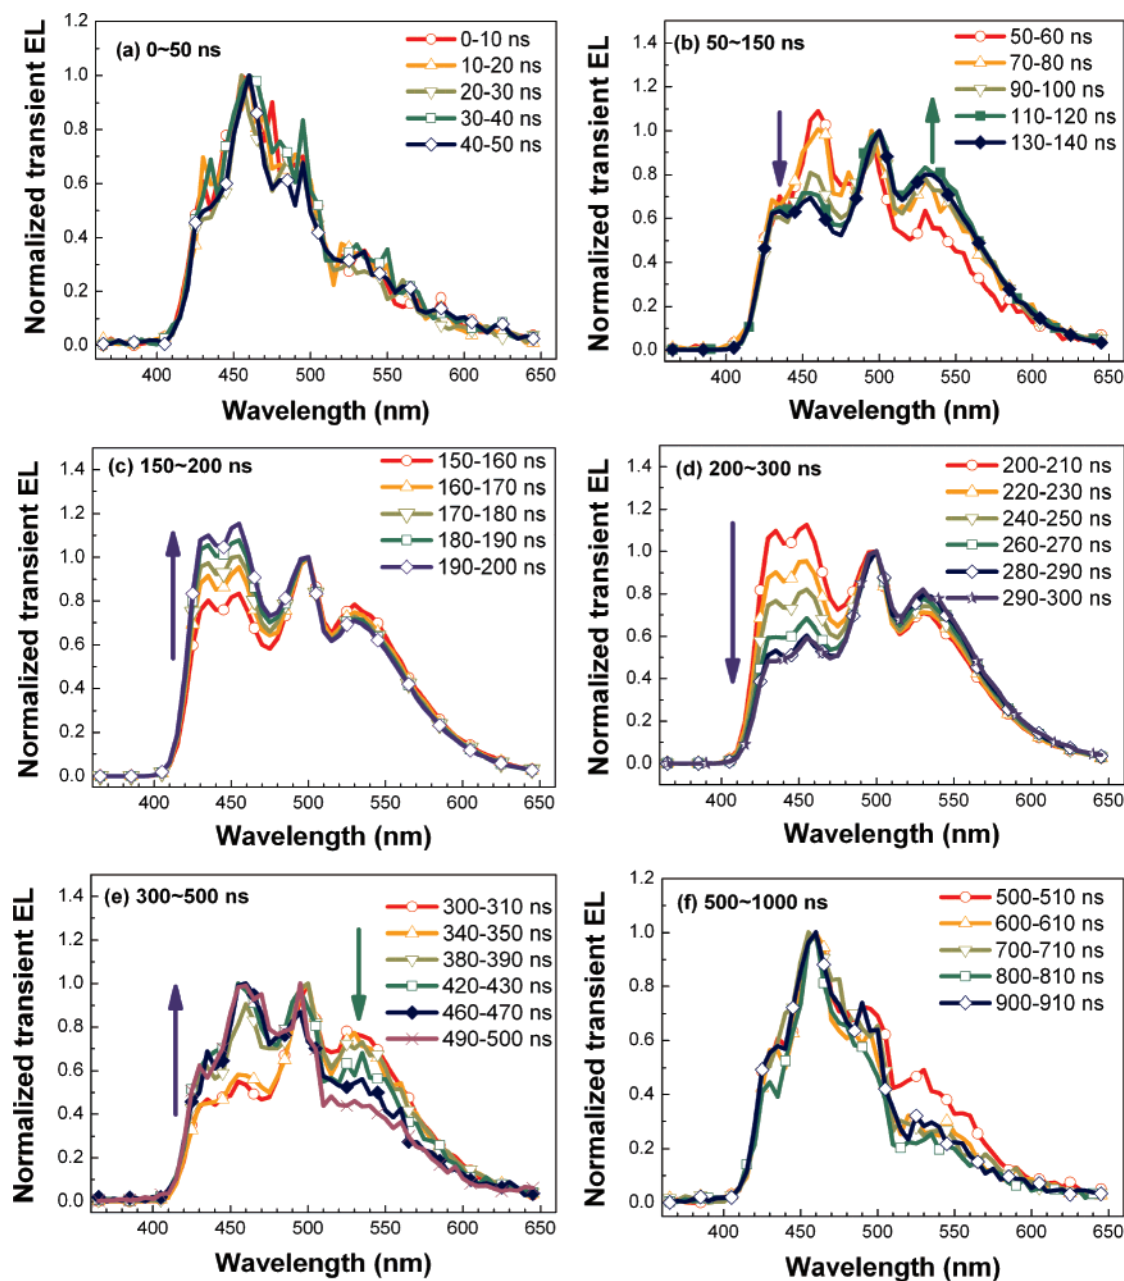 (a) 0~50 ns
0-10 ns
10-20 ns
20-30 ns
30-40 ns
40-50 ns
Normalized transient EL
1.2
1.0
0.8
0.6
0.4
0.2
0.0
400 450 500 550 600 650
Wavelength (nm)
(b) 50~150 ns
50-60 ns
70-80 ns
90-100 ns
110-120 ns
130-140 ns
Normalized transient EL
1.4
1.2
1.0
0.8
0.6
0.4
0.2
0.0
400 450 500 550 600 650
Wavelength (nm)
(c) 150~200 ns
150-160 ns
160-170 ns
170-180 ns
180-190 ns
190-200 ns
Normalized transient EL
1.4
1.2
1.0
0.8
0.6
0.4
0.2
0.0
400 450 500 550 600 650
Wavelength (nm)
(d) 200~300 ns
200-210 ns
220-230 ns
240-250 ns
260-270 ns
280-290 ns
290-300 ns
Normalized transient EL
1.4
1.2
1.0
0.8
0.6
0.4
0.2
0.0
400 450 500 550 600 650
Wavelength (nm)
(e) 300~500 ns
300-310 ns
340-350 ns
380-390 ns
420-430 ns
460-470 ns
490-500 ns
Normalized transient EL
1.4
1.2
1.0
0.8
0.6
0.4
0.2
0.0
400 450 500 550 600 650
Wavelength (nm)
(f) 500~1000 ns
500-510 ns
600-610 ns
700-710 ns
800-810 ns
900-910 ns
Normalized transient EL
1.2
1.0
0.8
0.6
0.4
0.2
0.0
400 450 500 550 600 650
Wavelength (nm)